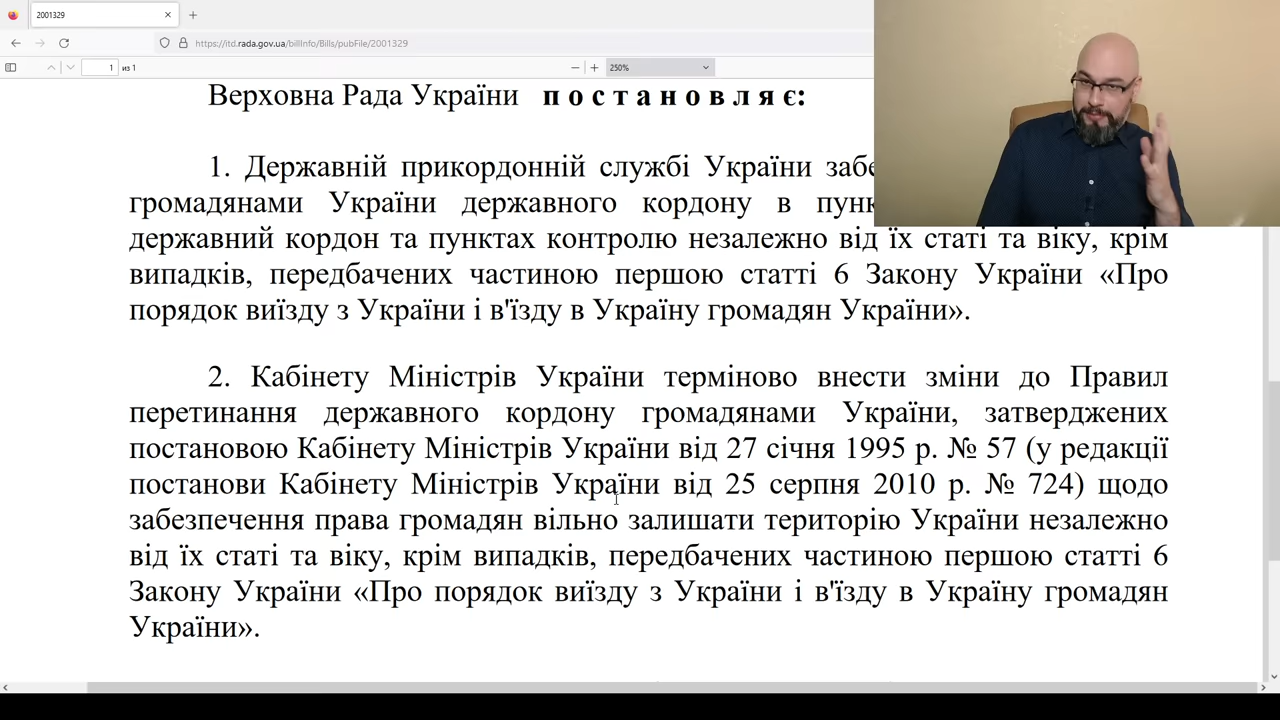 2001329
https://itd.rada.gov.ua/billInfo/Bills/pubFile/2001329
1 из 1
250%
Верховна Рада України п о с т а н о в л я є:
1. Державній прикордонній службі України
громадянами України державного кордону в
державний кордон та пунктах контролю незалежно від їх статі та віку, крім
випадків, передбачених частиною першою статті 6 Закону України «Про
порядок виїзду з України і в'їзду в Україну громадян України».
2. Кабінету Міністрів України терміново внести зміни до Правил
перетинання державного кордону громадянами України, затверджених
постановою Кабінету Міністрів України від 27 січня 1995 р. № 57 (у редакції
постанови Кабінету Міністрів України від 25 серпня 2010 р. № 724) щодо
забезпечення права громадян вільно залишати територію України незалежно
від їх статі та віку, крім випадків, передбачених частиною першою статті 6
Закону України «Про порядок виїзду з України і в'їзду в Україну громадян
України».